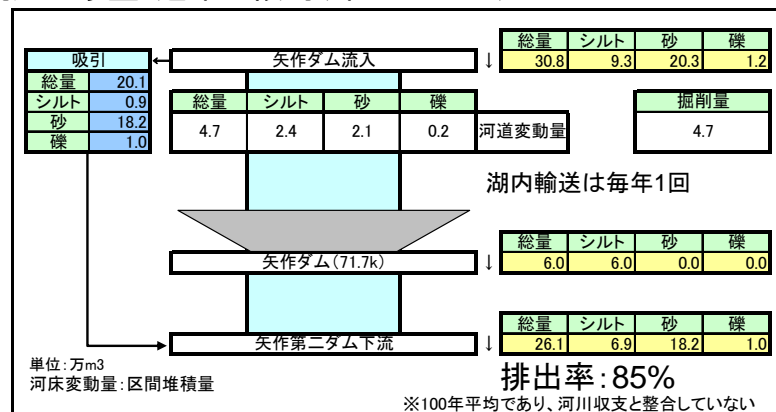 総量 シルト 砂 礫
30.8 9.3 20.3 1.2
吸引 ← 矢作ダム流入 ↓
総量 20.1
シルト 0.9
砂 18.2
礫 1.0
総量 シルト 砂 礫
4.7 2.4 2.1 0.2 河道変動量
掘削量
4.7
湖内輸送は毎年1回
総量 シルト 砂 礫
矢作ダム(71.7k) ↓ 6.0 6.0 0.0 0.0
総量 シルト 砂 礫
矢作第二ダム下流 ↓ 26.1 6.9 18.2 1.0
単位:万m3
河床変動量:区間堆積量
排出率:85%
※100年平均であり、河川収支と整合していない